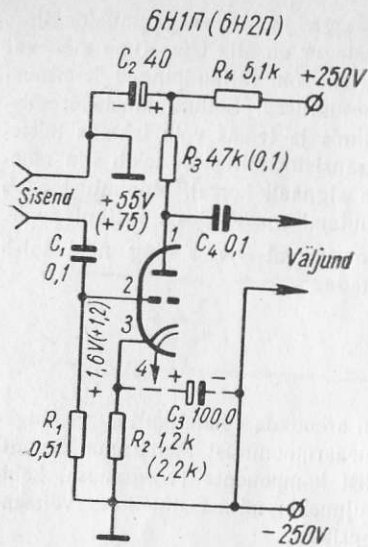 6Н1П (6Н2П)
C₂ 40
+
R₄ 5,1k
+250V
R₃ 47k (0,1)
Sisend
+55V
(+75)
C₁
0,1
1
C₄ 0,1
2
3
Väljund
+1,6V(+1,2)
4
+
−
C₃ 100,0
R₁
0,51
R₂ 1,2k
(2,2k)
−250V